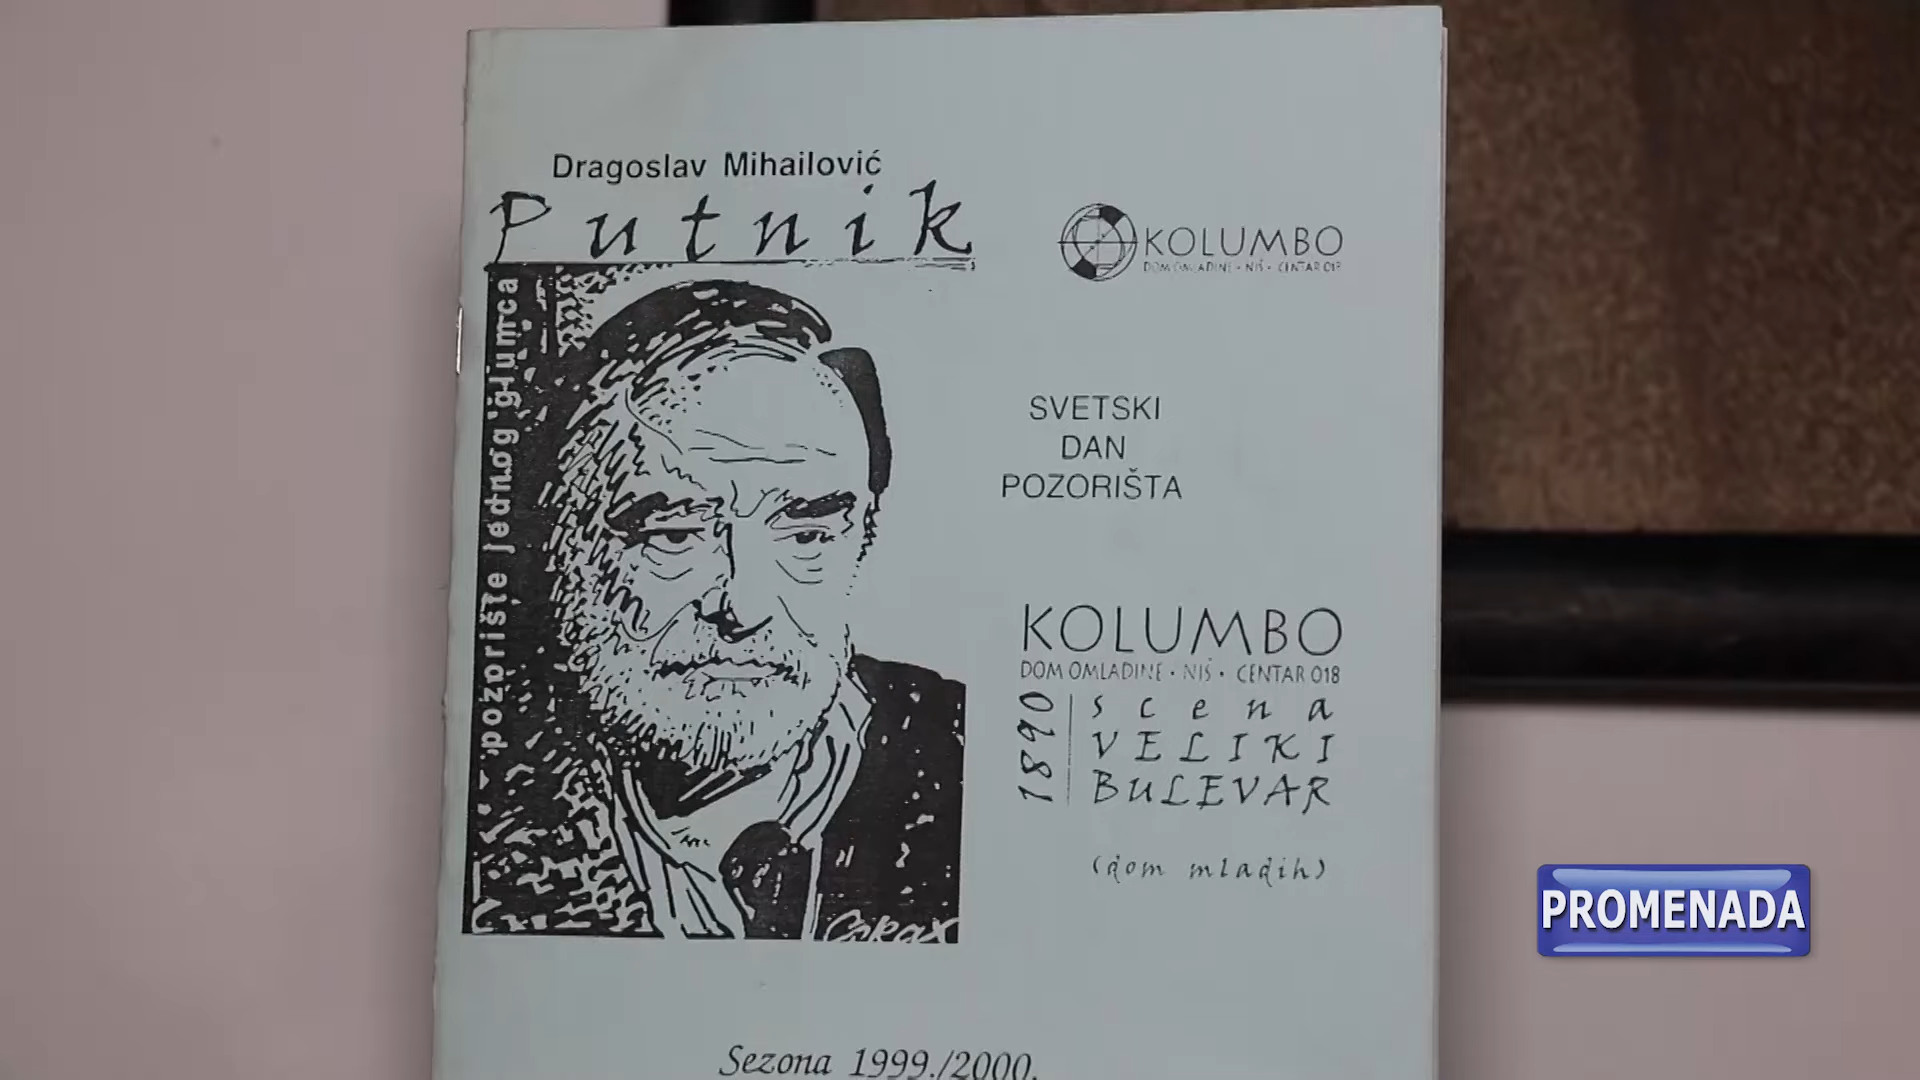 Dragoslav Mihailović
Putnik
pozorište jednog glumca
KOLUMBO
DOM OMLADINE • NIŠ • CENTAR 018
SVETSKI
DAN
POZORIŠTA
KOLUMBO
DOM OMLADINE • NIŠ • CENTAR 018
1890
scena
VELIKI
BULEVAR
(dom mladih)
Corax
Sezona 1999./2000.
PROMENADA